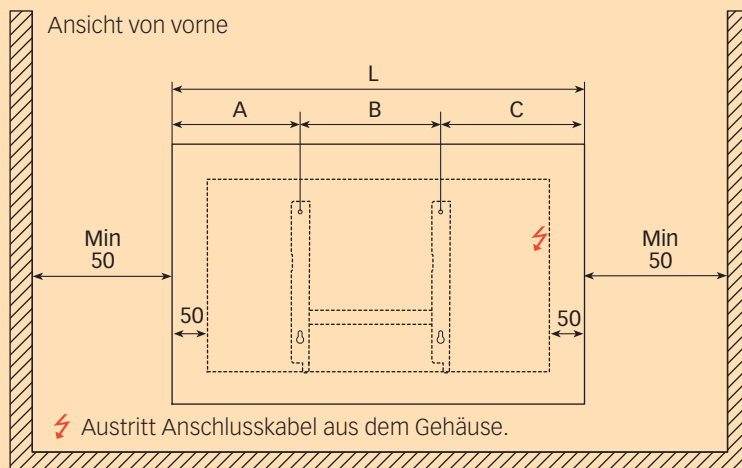 Ansicht von vorne
L
A B C
Min
50
Min
50
50
50
Austritt Anschlusskabel aus dem Gehäuse.